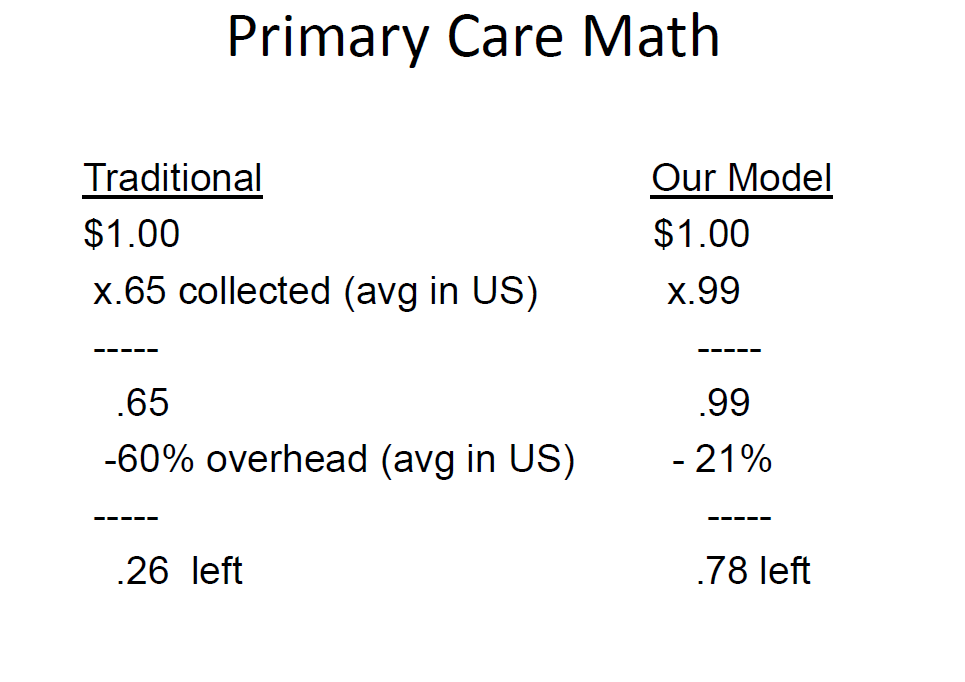 Primary Care Math
Traditional
$1.00
x.65 collected (avg in US)
-----
.65
-60% overhead (avg in US)
-----
.26 left
Our Model
$1.00
x.99
-----
.99
- 21%
-----
.78 left